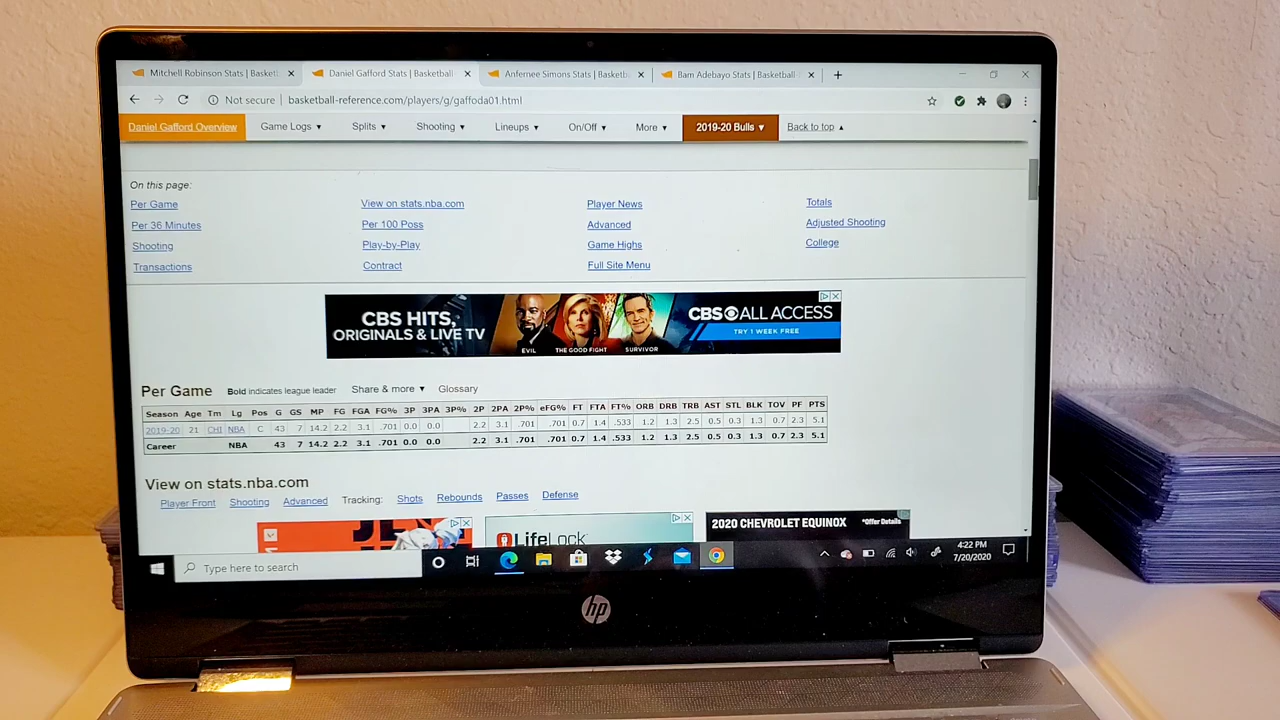 Mitchell Robinson Stats | Basketl
Daniel Gafford Stats | Basketball
Anfernee Simons Stats | Basketb
Bam Adebayo Stats | Basketball
Not secure | basketball-reference.com/players/g/gaffoda01.html
Daniel Gafford Overview Game Logs ▼ Splits ▼ Shooting ▼ Lineups ▼ On/Off ▼ More ▼ 2019-20 Bulls ▼ Back to top ▲
On this page:
Per Game View on stats.nba.com Player News Totals
Per 36 Minutes Per 100 Poss Advanced Adjusted Shooting
Shooting Play-by-Play Game Highs College
Transactions Contract Full Site Menu
CBS HITS,
ORIGINALS & LIVE TV
EVIL THE GOOD FIGHT SURVIVOR
CBS ALL ACCESS
TRY 1 WEEK FREE
Per Game Bold indicates league leader Share & more ▼ Glossary
Season Age Tm Lg Pos G GS MP FG FGA FG% 3P 3PA 3P% 2P 2PA 2P% eFG% FT FTA FT% ORB DRB TRB AST STL BLK TOV PF PTS
2019-20 21 CHI NBA C 43 7 14.2 2.2 3.1 .701 0.0 0.0 2.2 3.1 .701 .701 0.7 1.4 .533 1.2 1.3 2.5 0.5 0.3 1.3 0.7 2.3 5.1
Career NBA 43 7 14.2 2.2 3.1 .701 0.0 0.0 2.2 3.1 .701 .701 0.7 1.4 .533 1.2 1.3 2.5 0.5 0.3 1.3 0.7 2.3 5.1
View on stats.nba.com
Player Front Shooting Advanced Tracking: Shots Rebounds Passes Defense
LifeLock
2020 CHEVROLET EQUINOX *Offer Details
Type here to search
4:22 PM
7/20/2020
hp